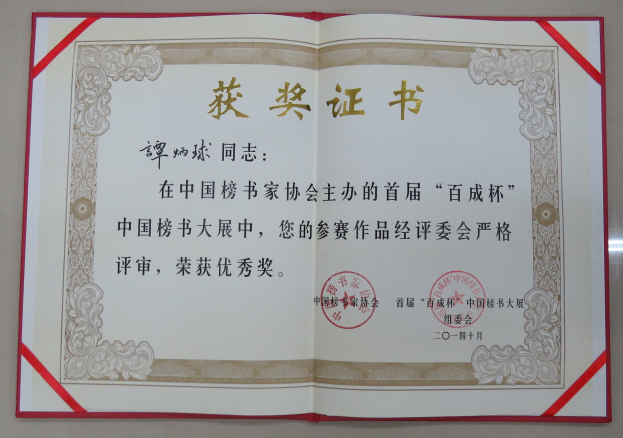 获奖证书
譚炳球 同志：
在中国榜书家协会主办的首届“百成杯”
中国榜书大展中，您的参赛作品经评委会严格
评审，荣获优秀奖。
中国榜书家协会 首届“百成杯”中国榜书大展
组委会
二〇一四十月